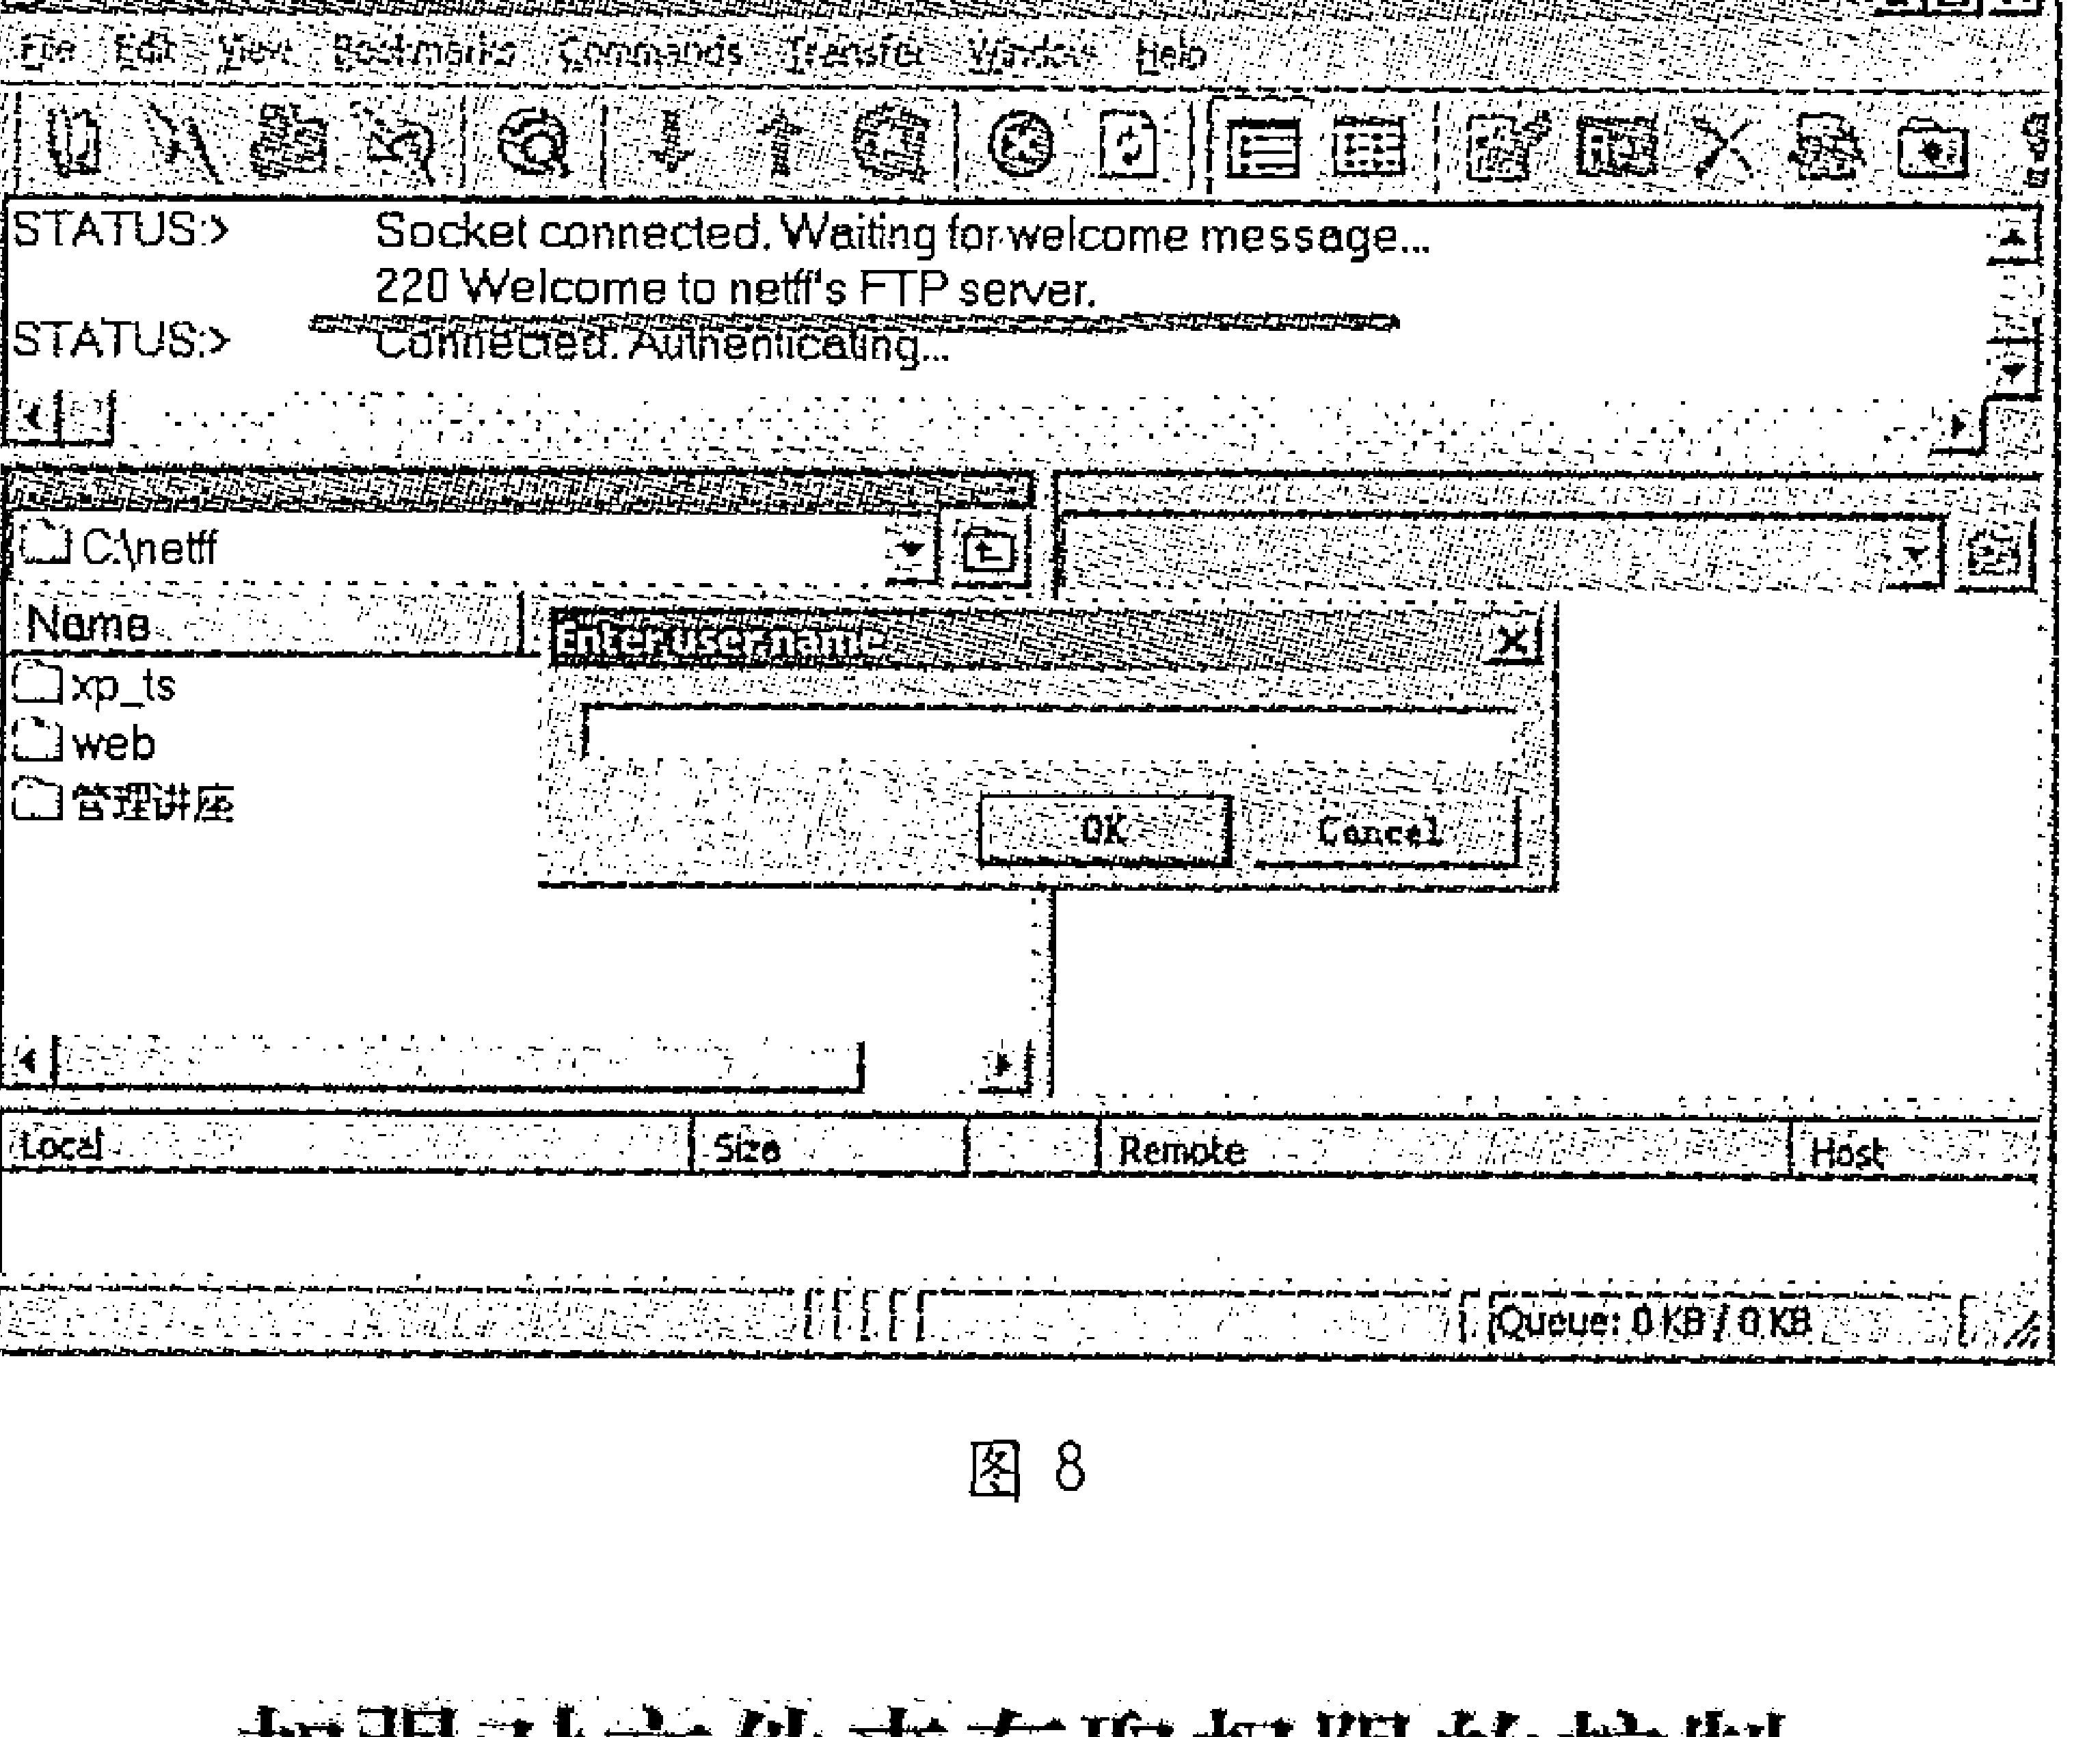 File Edit View Bookmarks Commands Transfer Window Help
STATUS:> Socket connected. Waiting for welcome message...
220 Welcome to netff's FTP server.
STATUS:> Connected. Authenticating...
C:\netff
Name
Enter user name
xp_ts
web
管理讲座
OK Cancel
Local Size Remote Host
Queue: 0 KB / 0 KB
图 8